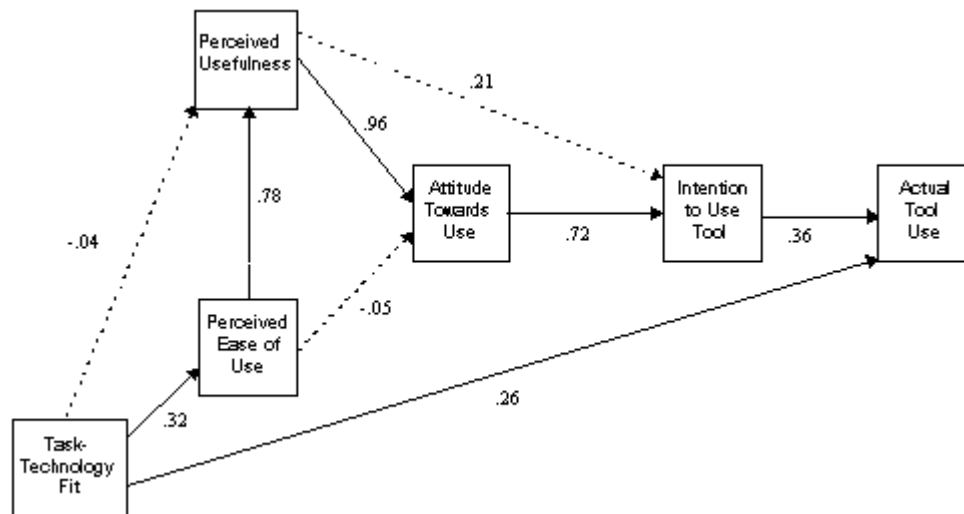 Perceived
Usefulness
.21
.96
Attitude
Towards
Use
Intention
to Use
Tool
Actual
Tool
Use
.78
.72
.36
-.04
Perceived
Ease of
Use
-.05
.32
.26
Task-
Technology
Fit